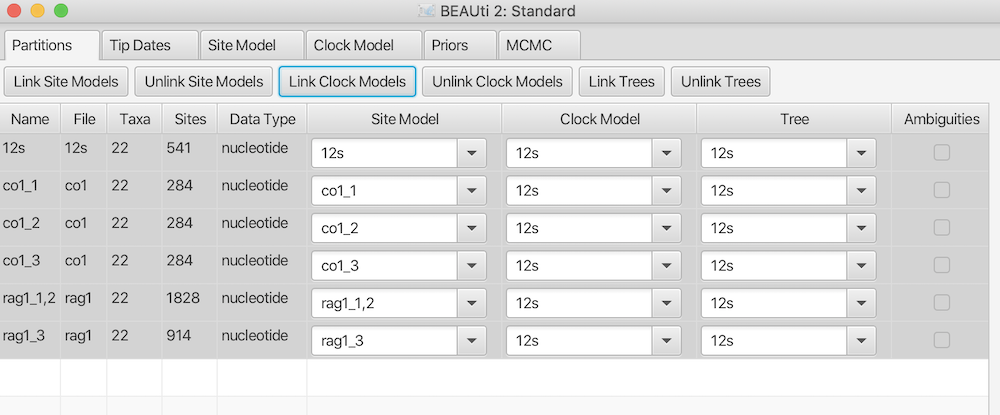 BEAUti 2: Standard
Partitions Tip Dates Site Model Clock Model Priors MCMC
Link Site Models Unlink Site Models Link Clock Models Unlink Clock Models Link Trees Unlink Trees
Name File Taxa Sites Data Type Site Model Clock Model Tree Ambiguities
12s 12s 22 541 nucleotide 12s 12s 12s
co1_1 co1 22 284 nucleotide co1_1 12s 12s
co1_2 co1 22 284 nucleotide co1_2 12s 12s
co1_3 co1 22 284 nucleotide co1_3 12s 12s
rag1_1,2 rag1 22 1828 nucleotide rag1_1,2 12s 12s
rag1_3 rag1 22 914 nucleotide rag1_3 12s 12s